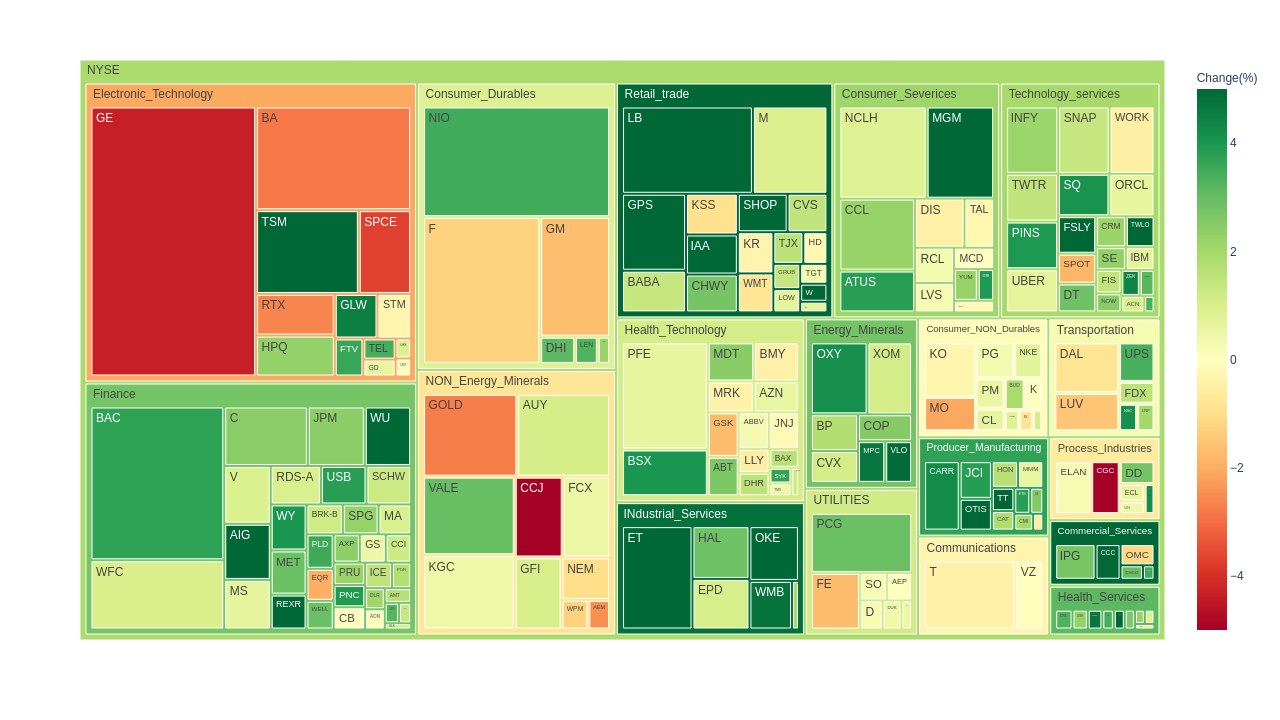 NYSE
Electronic_Technology
GE
BA
TSM
SPCE
RTX
GLW
STM
HPQ
FTV
TEL
GD
Consumer_Durables
NIO
F
GM
DHI
LEN
Retail_trade
LB
M
GPS
KSS
SHOP
CVS
IAA
KR
TJX
HD
BABA
CHWY
WMT
GRUB
TGT
LOW
W
Consumer_Severices
NCLH
MGM
CCL
DIS
TAL
RCL
MCD
ATUS
LVS
YUM
Technology_services
INFY
SNAP
WORK
TWTR
SQ
ORCL
PINS
FSLY
CRM
TWLO
SPOT
SE
IBM
UBER
DT
FIS
ZEN
NOW
ACN
Finance
BAC
C
JPM
WU
V
RDS-A
USB
SCHW
WFC
AIG
WY
BRK-B
SPG
MA
PLD
AXP
GS
CCI
MS
MET
EQR
PRU
ICE
REXR
WELL
PNC
DLR
AMT
CB
AON
NON_Energy_Minerals
GOLD
AUY
VALE
CCJ
FCX
KGC
GFI
NEM
WPM
AEM
Health_Technology
PFE
MDT
BMY
MRK
AZN
GSK
ABBV
JNJ
BSX
ABT
LLY
BAX
DHR
SYK
INdustrial_Services
ET
HAL
OKE
EPD
WMB
Energy_Minerals
OXY
XOM
BP
COP
CVX
MPC
VLO
UTILITIES
PCG
FE
SO
AEP
D
DUK
Consumer_NON_Durables
KO
PG
NKE
MO
PM
BUD
K
CL
Transportation
DAL
UPS
LUV
FDX
Producer_Manufacturing
CARR
JCI
HON
MMM
OTIS
TT
CAT
CMI
Process_Industries
ELAN
CGC
DD
ECL
Communications
T
VZ
Commercial_Services
IPG
CCC
OMC
Health_Services
Change(%)
4
2
0
−2
−4